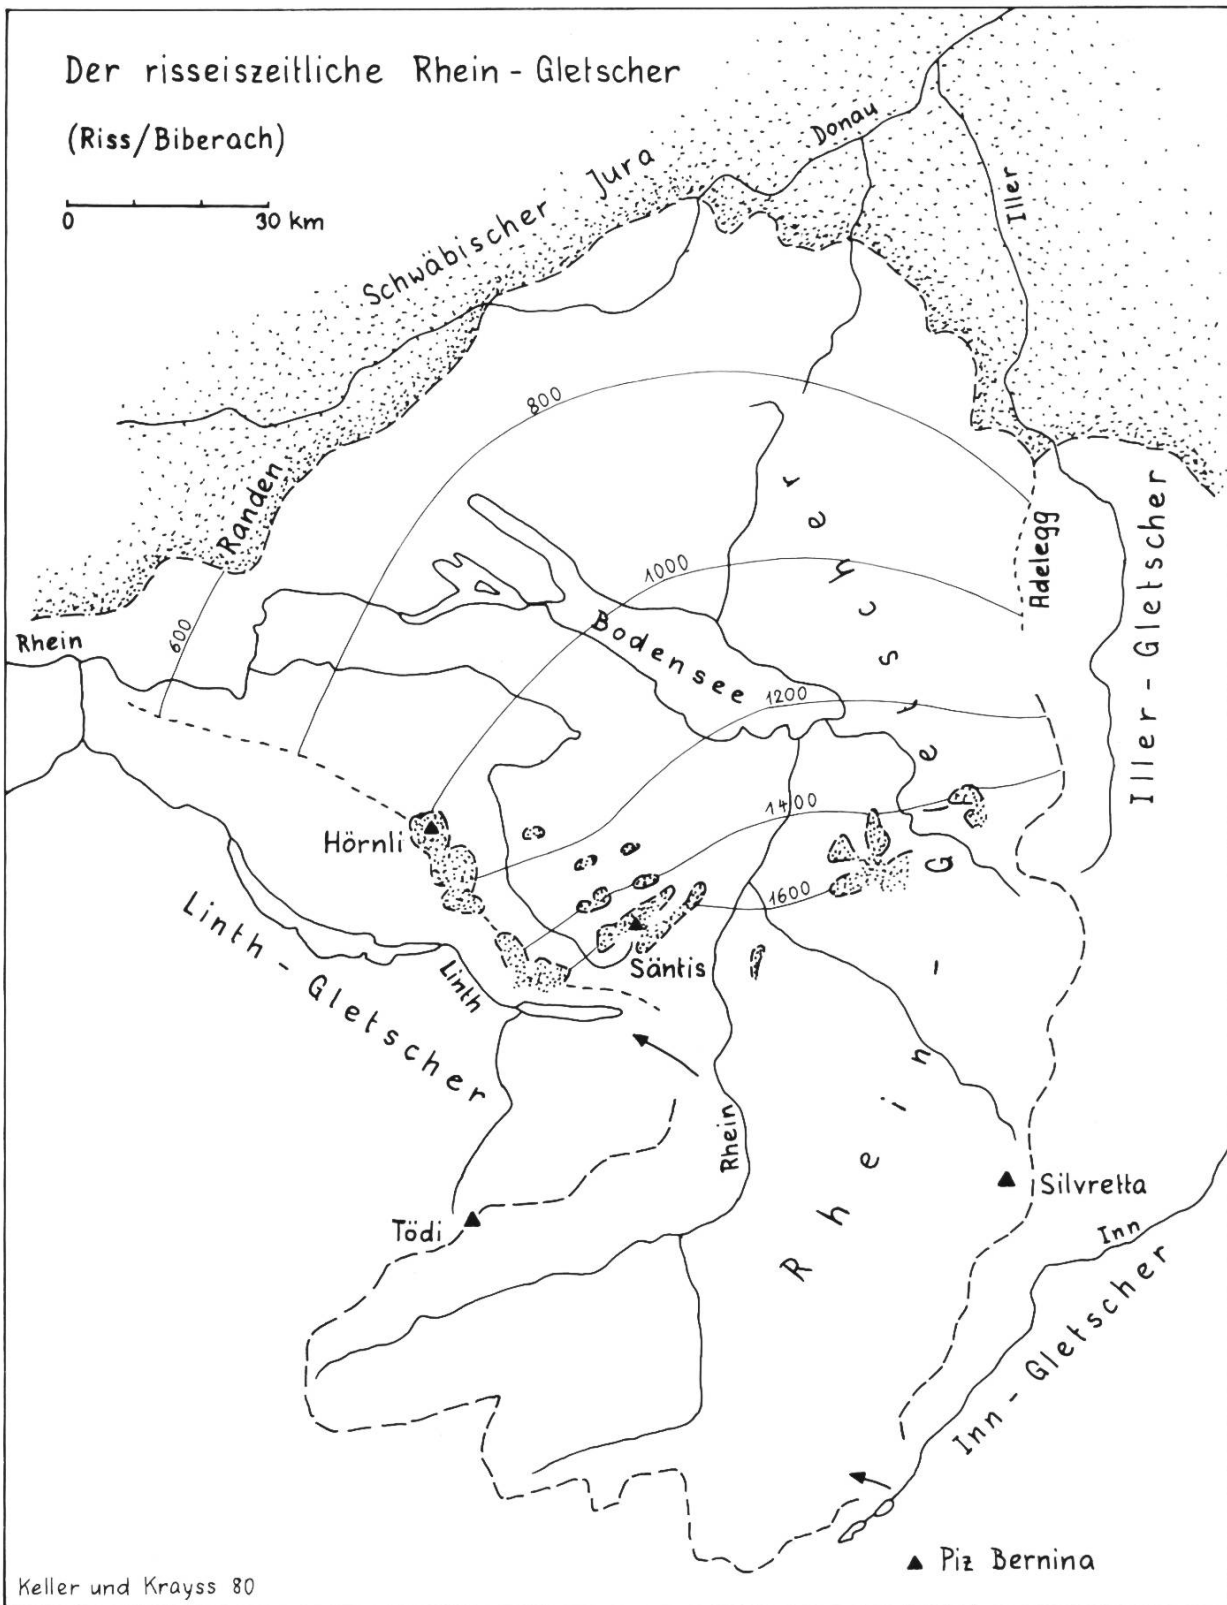 Der risseiszeitliche Rhein - Gletscher
(Riss/Biberach)
0 30 km
Schwäbischer Jura
Donau
Iller
800
Randen
Adelegg
1000
Iller - Gletscher
600
Rhein
Bodensee
1200
1400
Hörnli
1600
Linth - Gletscher
Linth
Säntis
Rhein - Gletscher
Rhein
Silvretta
Tödi
Inn
Inn - Gletscher
Piz Bernina
Keller und Krayss 80